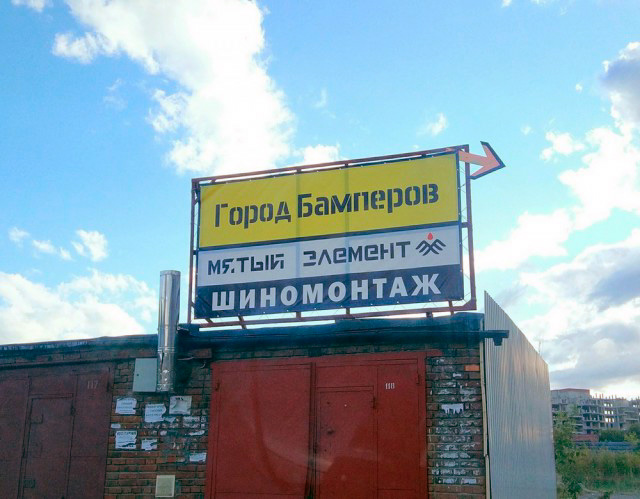 Город Бамперов
мятый элемент
ШИНОМОНТАЖ